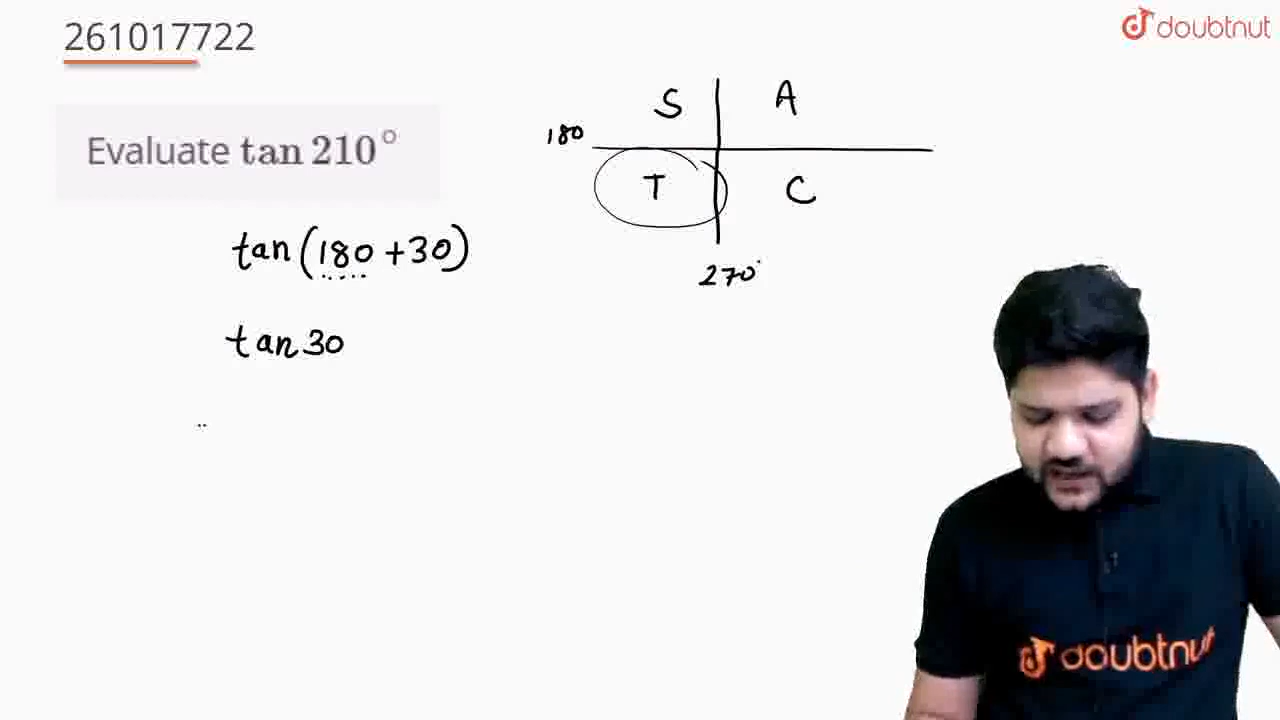 261017722
doubtnut
Evaluate tan 210°
S A
180
T C
270°
tan(180+30)
tan 30
doubtnut